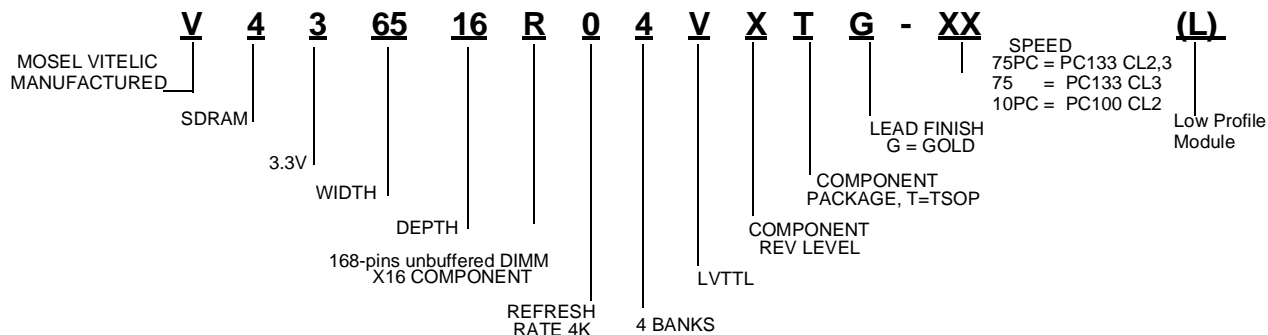 V 4 3 65 16 R 0 4 V X T G - XX (L)
MOSEL VITELIC
MANUFACTURED
SDRAM
3.3V
WIDTH
DEPTH
168-pins unbuffered DIMM
X16 COMPONENT
REFRESH
RATE 4K
4 BANKS
LVTTL
COMPONENT
REV LEVEL
COMPONENT
PACKAGE, T=TSOP
LEAD FINISH
G = GOLD
SPEED
75PC = PC133 CL2,3
75 = PC133 CL3
10PC = PC100 CL2
Low Profile
Module